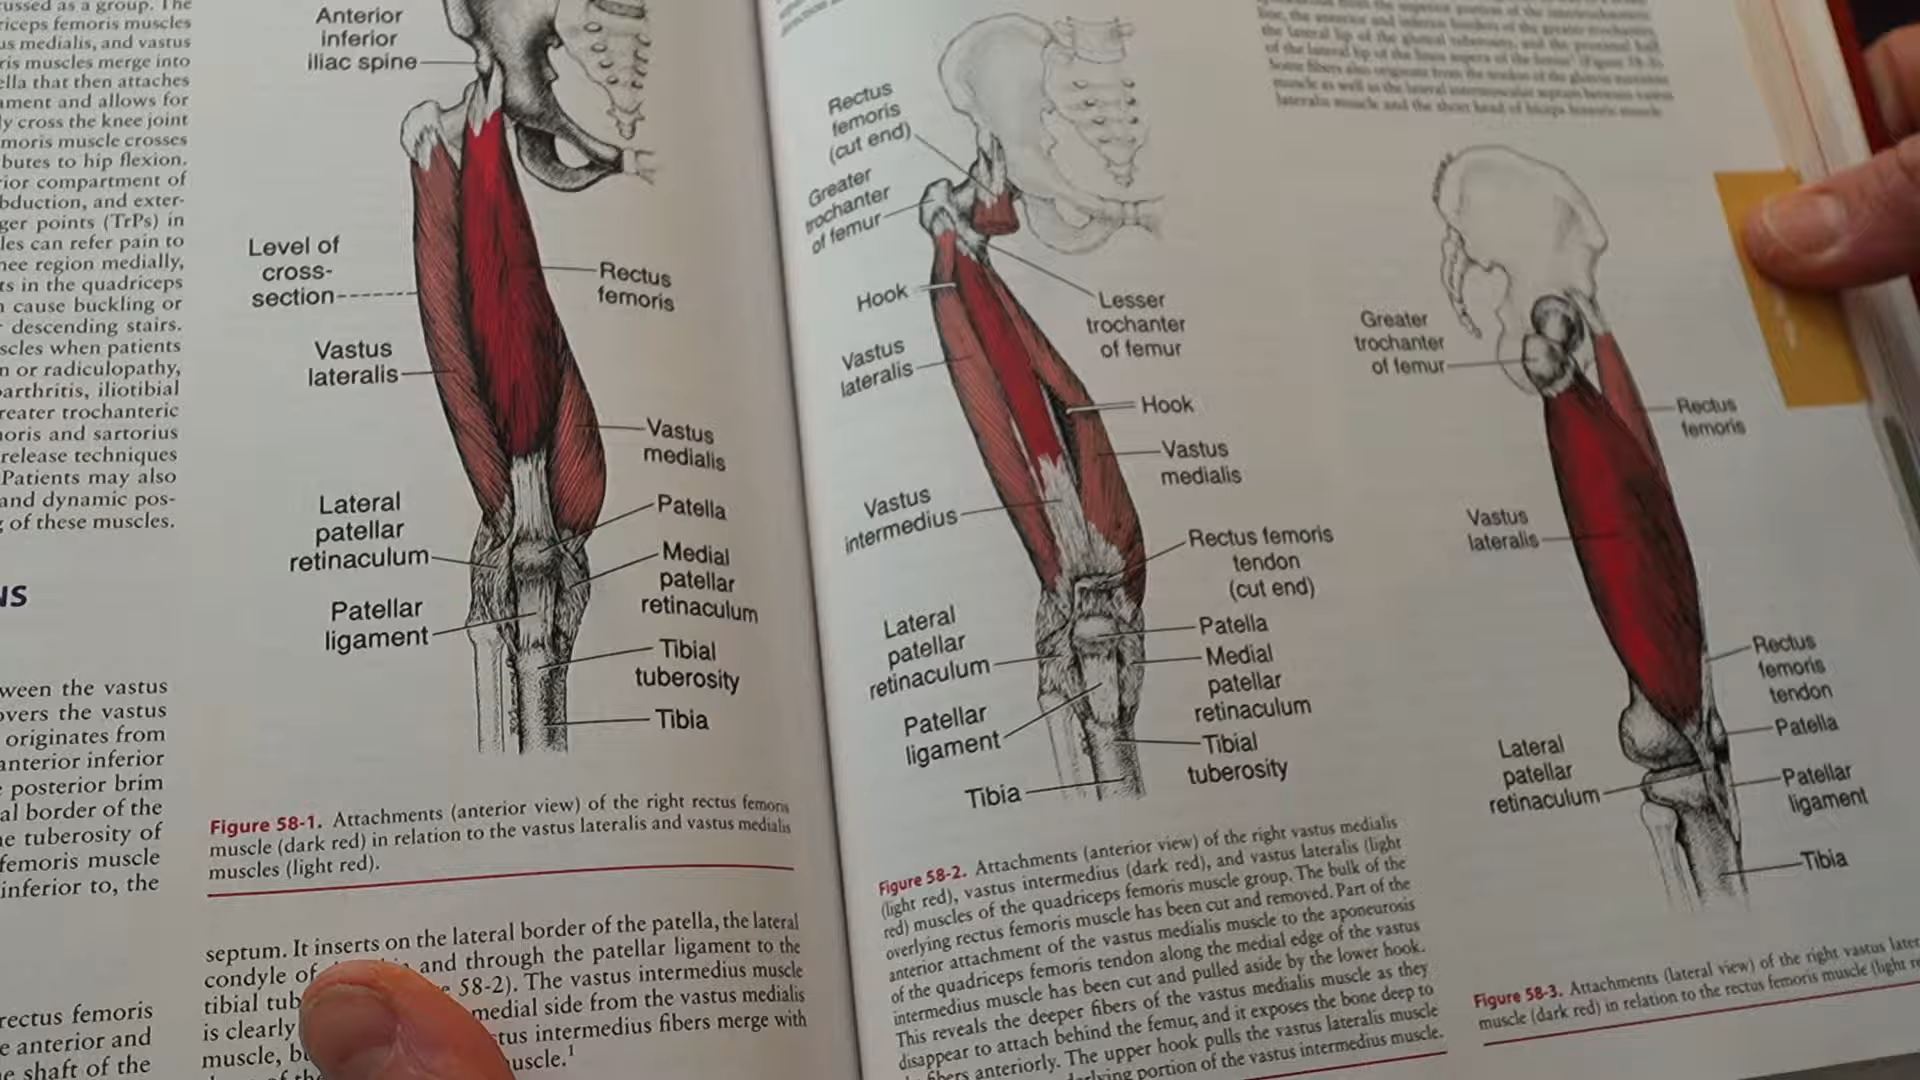 ussed as a group. The
riceps femoris muscles
us medialis, and vastus
ris muscles merge into
ella that then attaches
ament and allows for
ly cross the knee joint
moris muscle crosses
butes to hip flexion.
rior compartment of
bduction, and exter-
ger points (TrPs) in
les can refer pain to
nee region medially,
ts in the quadriceps
n cause buckling or
descending stairs.
scles when patients
n or radiculopathy,
arthritis, iliotibial
reater trochanteric
noris and sartorius
release techniques
Patients may also
and dynamic pos-
g of these muscles.
NS
ween the vastus
overs the vastus
originates from
anterior inferior
posterior brim
al border of the
he tuberosity of
femoris muscle
inferior to, the
rectus femoris
e anterior and
he shaft of the
Anterior
inferior
iliac spine
Level of
cross-
section
Rectus
femoris
Vastus
lateralis
Vastus
medialis
Lateral
patellar
retinaculum
Patella
Medial
patellar
retinaculum
Patellar
ligament
Tibial
tuberosity
Tibia
Figure 58-1. Attachments (anterior view) of the right rectus femoris
muscle (dark red) in relation to the vastus lateralis and vastus medialis
muscles (light red).
septum. It inserts on the lateral border of the patella, the lateral
condyle of and through the patellar ligament to the
tibial tub 58-2). The vastus intermedius muscle
is clearly medial side from the vastus medialis
muscle, bu stus intermedius fibers merge with
muscle.1
Rectus
femoris
(cut end)
Greater
trochanter
of femur
Hook
Lesser
trochanter
of femur
Vastus
lateralis
Hook
Vastus
medialis
Vastus
intermedius
Rectus femoris
tendon
(cut end)
Lateral
patellar
retinaculum
Patella
Medial
patellar
retinaculum
Patellar
ligament
Tibial
tuberosity
Tibia
Figure 58-2. Attachments (anterior view) of the right vastus medialis
(light red), vastus intermedius (dark red), and vastus lateralis (light
red) muscles of the quadriceps femoris muscle group. The bulk of the
overlying rectus femoris muscle has been cut and removed. Part of the
anterior attachment of the vastus medialis muscle to the aponeurosis
of the quadriceps femoris tendon along the medial edge of the vastus
intermedius muscle has been cut and pulled aside by the lower hook.
This reveals the deeper fibers of the vastus medialis muscle as they
disappear to attach behind the femur, and it exposes the bone deep to
fibers anteriorly. The upper hook pulls the vastus lateralis muscle
portion of the vastus intermedius muscle.
lateralis muscle and the short head of biceps femoris muscle
Greater
trochanter
of femur
Rectus
femoris
Vastus
lateralis
Rectus
femoris
tendon
Patella
Lateral
patellar
retinaculum
Patellar
ligament
Tibia
Figure 58-3. Attachments (lateral view) of the right vastus later
muscle (dark red) in relation to the rectus femoris muscle (light re